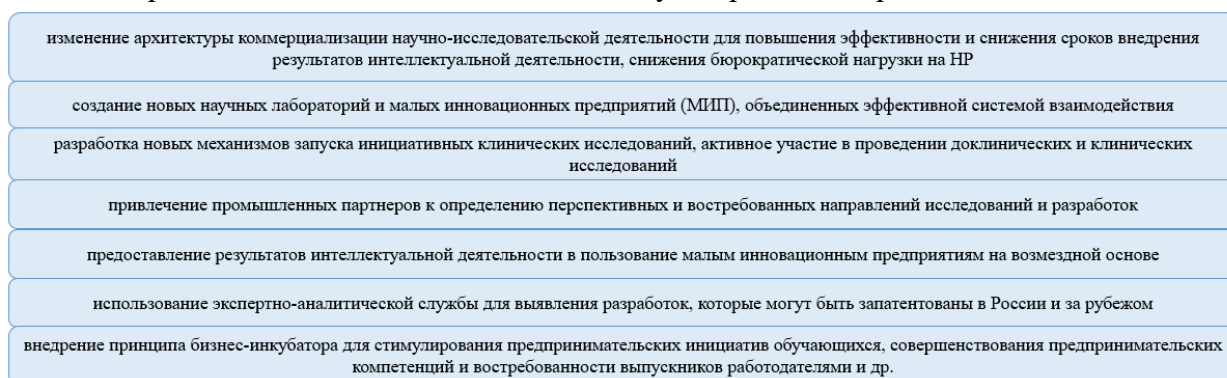 изменение архитектуры коммерциализации научно-исследовательской деятельности для повышения эффективности и снижения сроков внедрения
результатов интеллектуальной деятельности, снижения бюрократической нагрузки на НР
создание новых научных лабораторий и малых инновационных предприятий (МИП), объединенных эффективной системой взаимодействия
разработка новых механизмов запуска инициативных клинических исследований, активное участие в проведении доклинических и клинических
исследований
привлечение промышленных партнеров к определению перспективных и востребованных направлений исследований и разработок
предоставление результатов интеллектуальной деятельности в пользование малым инновационным предприятиям на возмездной основе
использование экспертно-аналитической службы для выявления разработок, которые могут быть запатентованы в России и за рубежом
внедрение принципа бизнес-инкубатора для стимулирования предпринимательских инициатив обучающихся, совершенствования предпринимательских
компетенций и востребованности выпускников работодателями и др.